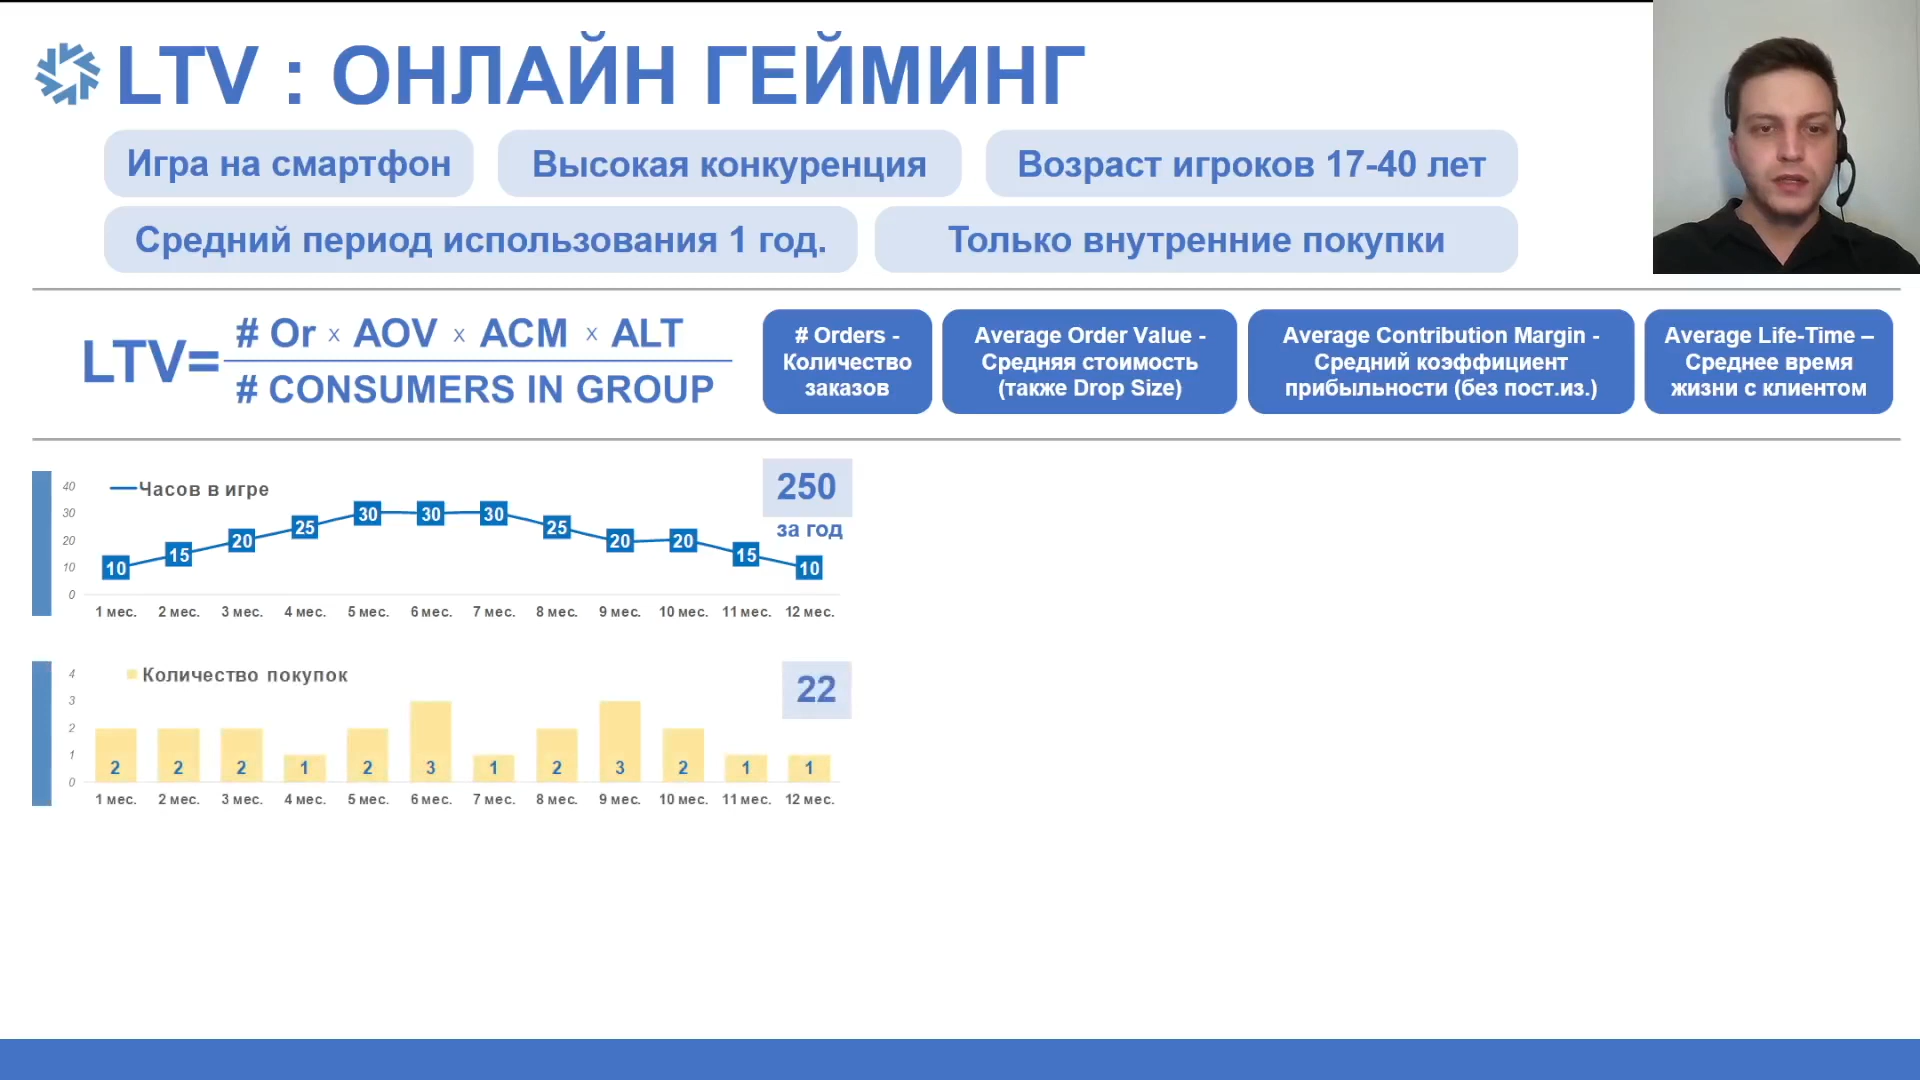 LTV : ОНЛАЙН ГЕЙМИНГ
Игра на смартфон
Высокая конкуренция
Возраст игроков 17-40 лет
Средний период использования 1 год.
Только внутренние покупки
LTV=
# Or x AOV x ACM x ALT
# CONSUMERS IN GROUP
# Orders -
Количество
заказов
Average Order Value -
Средняя стоимость
(также Drop Size)
Average Contribution Margin -
Средний коэффициент
прибыльности (без пост.из.)
Average Life-Time –
Среднее время
жизни с клиентом
Часов в игре
250
за год
40
30
20
10
0
10 15 20 25 30 30 30 25 20 20 15 10
1 мес. 2 мес. 3 мес. 4 мес. 5 мес. 6 мес. 7 мес. 8 мес. 9 мес. 10 мес. 11 мес. 12 мес.
Количество покупок
22
4
3
2
1
0
2 2 2 1 2 3 1 2 3 2 1 1
1 мес. 2 мес. 3 мес. 4 мес. 5 мес. 6 мес. 7 мес. 8 мес. 9 мес. 10 мес. 11 мес. 12 мес.